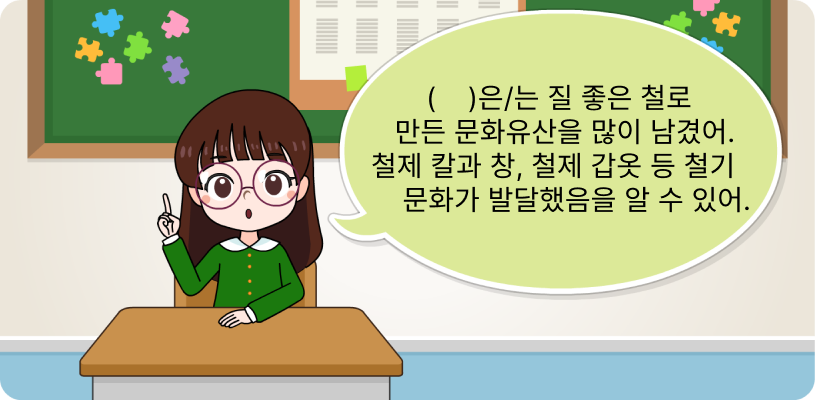 (    )은/는 질 좋은 철로
만든 문화유산을 많이 남겼어.
철제 칼과 창, 철제 갑옷 등 철기
문화가 발달했음을 알 수 있어.